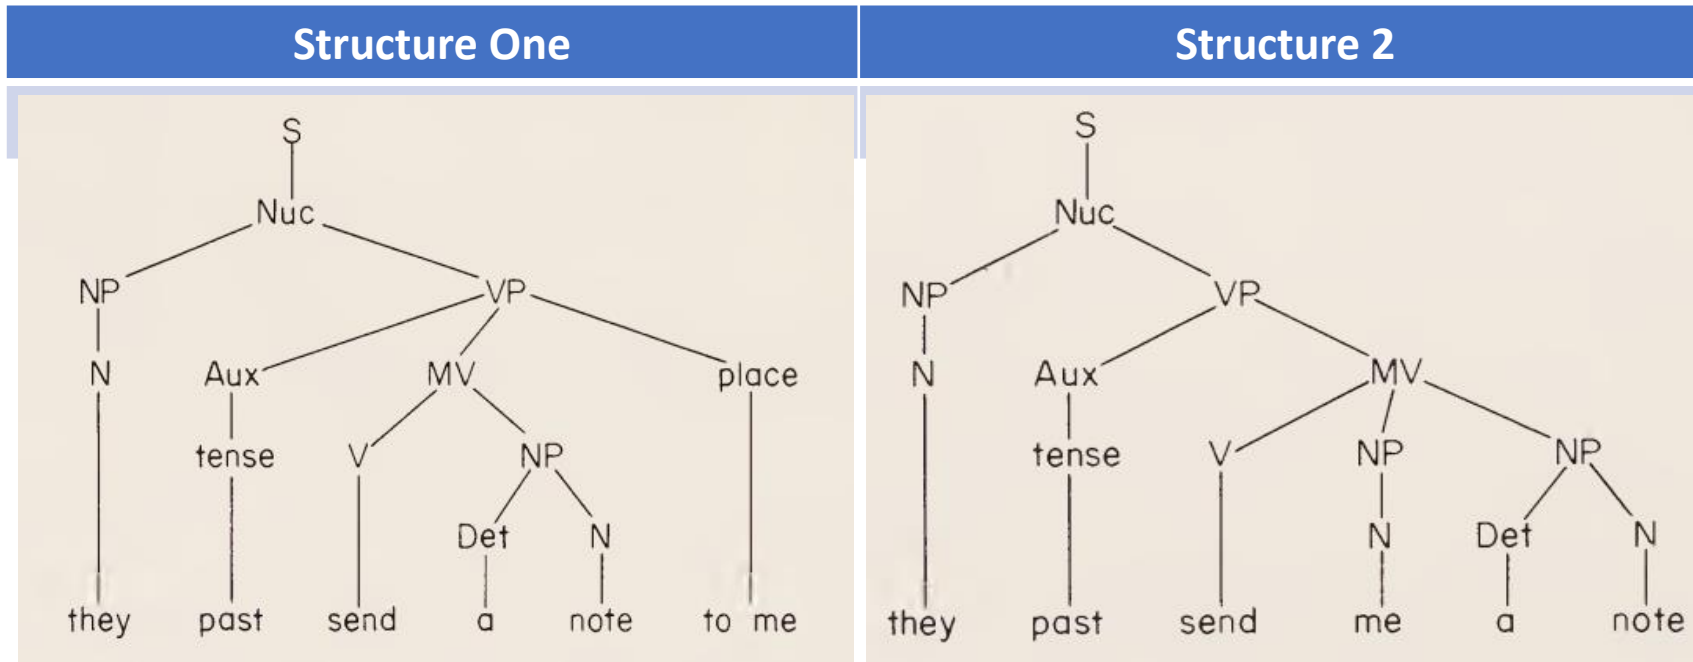 Structure One
S
Nuc
NP VP
N Aux MV place
tense V NP
Det N
they past send a note to me
Structure 2
S
Nuc
NP VP
N Aux MV
tense V NP NP
N Det N
they past send me a note